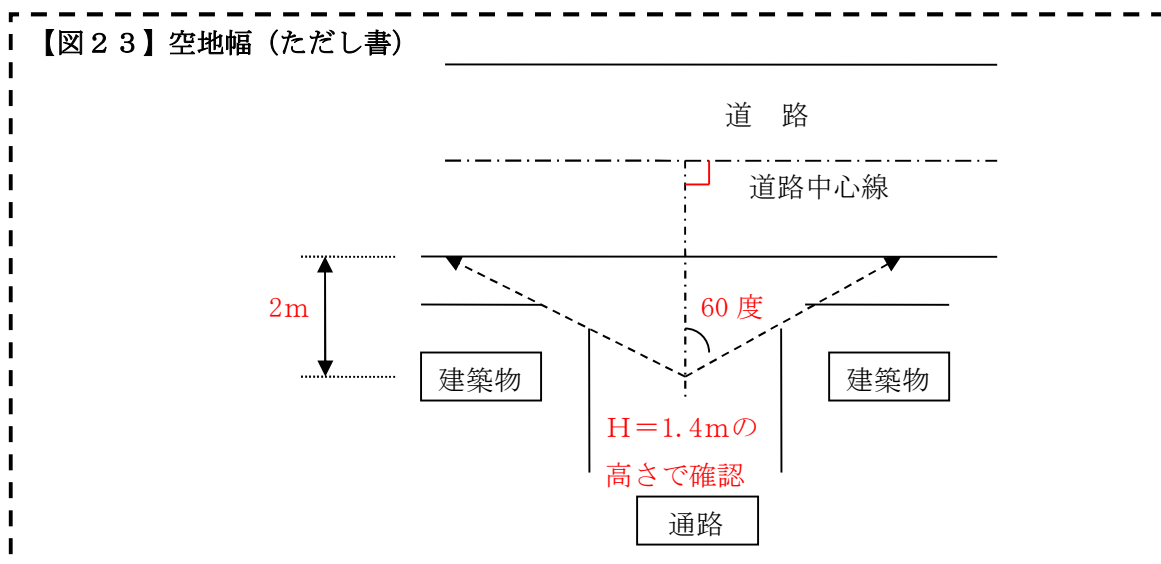 【図２３】空地幅（ただし書）
道　路
道路中心線
2m
60 度
建築物
建築物
H＝1.4mの
高さで確認
通路